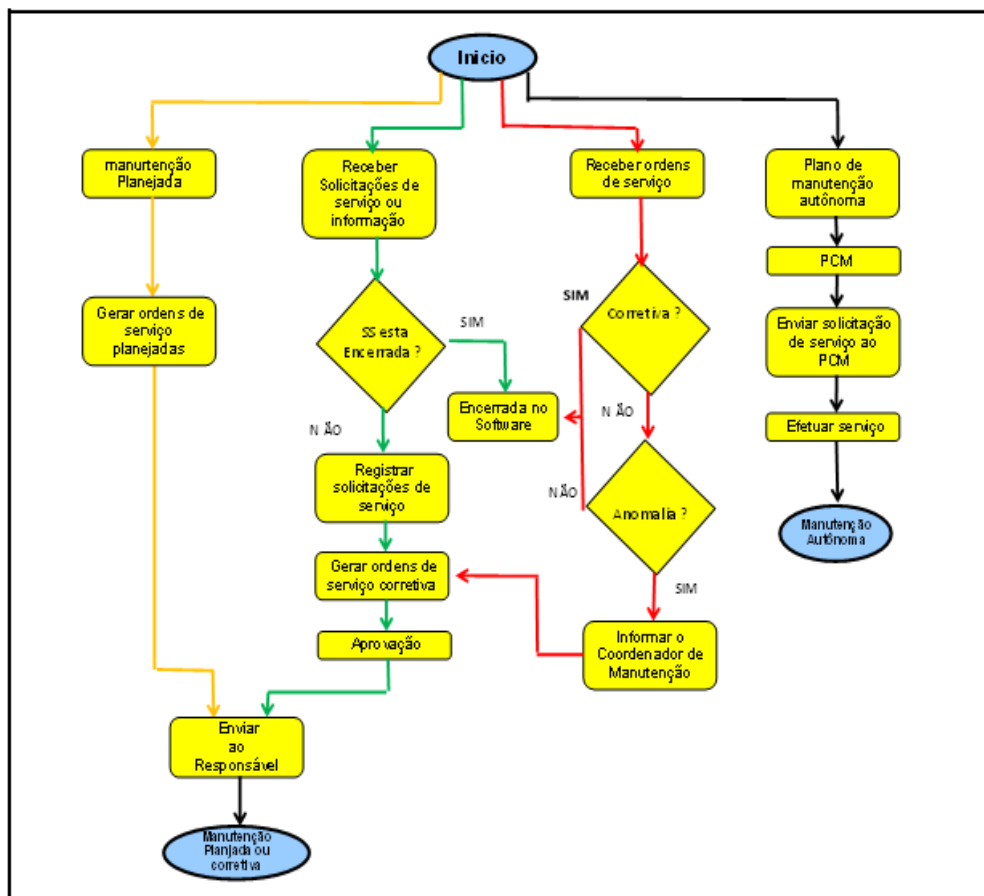 Inicio
manurtenção
Planejada
Gerar ordens de
serviço
planejadas
Receber
Solicitações de
serviço ou
informação
SS esta
Encerrada ?
SIM
NÃO
Encerrada no
Software
Registrar
solicitações de
serviço
Gerar ordens de
serviço corretiva
Aprovação
Enviar
ao
Responsável
Manutenção
Planjada ou
corretiva
Receber ordens
de serviço
SIM
Corretiva ?
NÃO
NÃO
Anomalia ?
SIM
Informar o
Coordenador de
Manutenção
Plano de
manutenção
autônoma
PCM
Enviar solicitação
de serviço ao
PCM
Efetuar serviço
Manutenção
Autônoma